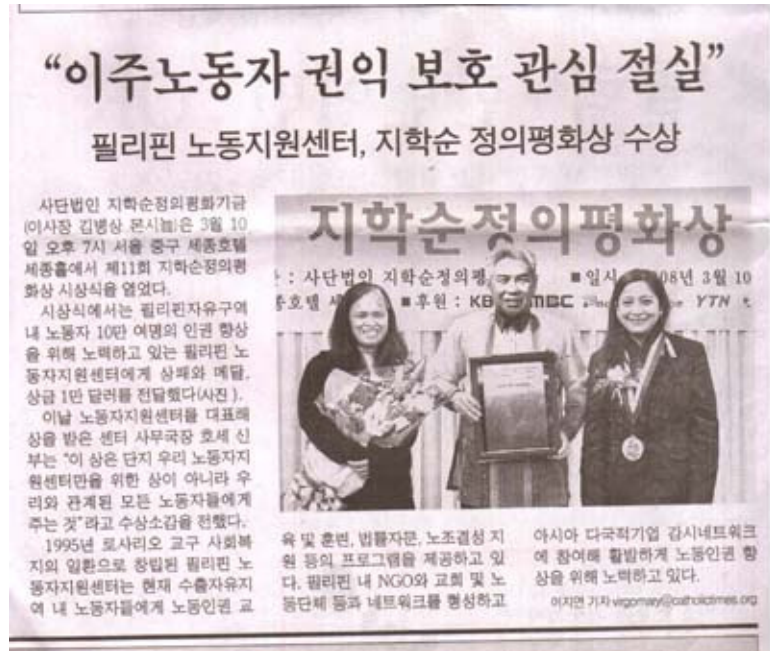 “이주노동자 권익 보호 관심 절실”
필리핀 노동지원센터, 지학순 정의평화상 수상
사단법인 지학순정의평화기금
(이사장 김병상 몬시뇰)은 3월 10
일 오후 7시 서울 중구 세종호텔
세종홀에서 제11회 지학순정의평
화상 시상식을 열었다.
시상식에서는 필리핀자유구역
내 노동자 10만 여명의 인권 향상
을 위해 노력하고 있는 필리핀 노
동자지원센터에게 상패와 메달,
상금 1만 달러를 전달했다(사진).
이날 노동자지원센터를 대표해
상을 받은 센터 사무국장 호세 신
부는 “이 상은 단지 우리 노동자지
원센터만을 위한 상이 아니라 우
리와 관계된 모든 노동자들에게
주는 것”라고 수상소감을 전했다.
1995년 로사리오 교구 사회복
지의 일환으로 창립된 필리핀 노
동자지원센터는 현재 수출자유지
역 내 노동자들에게 노동인권 교
지학순정의평화상
: 사단법인 지학순정의평
■일시 : 2008년 3월 10
종호텔 세
■후원 : KBS MBC
YTN
육 및 훈련, 법률자문, 노조결성 지
원 등의 프로그램을 제공하고 있
다. 필리핀 내 NGO와 교회 및 노
동단체 등과 네트워크를 형성하고
아시아 다국적기업 감시네트워크
에 참여해 활발하게 노동인권 향
상을 위해 노력하고 있다.
이지연 기자 virgomary@catholictimes.org